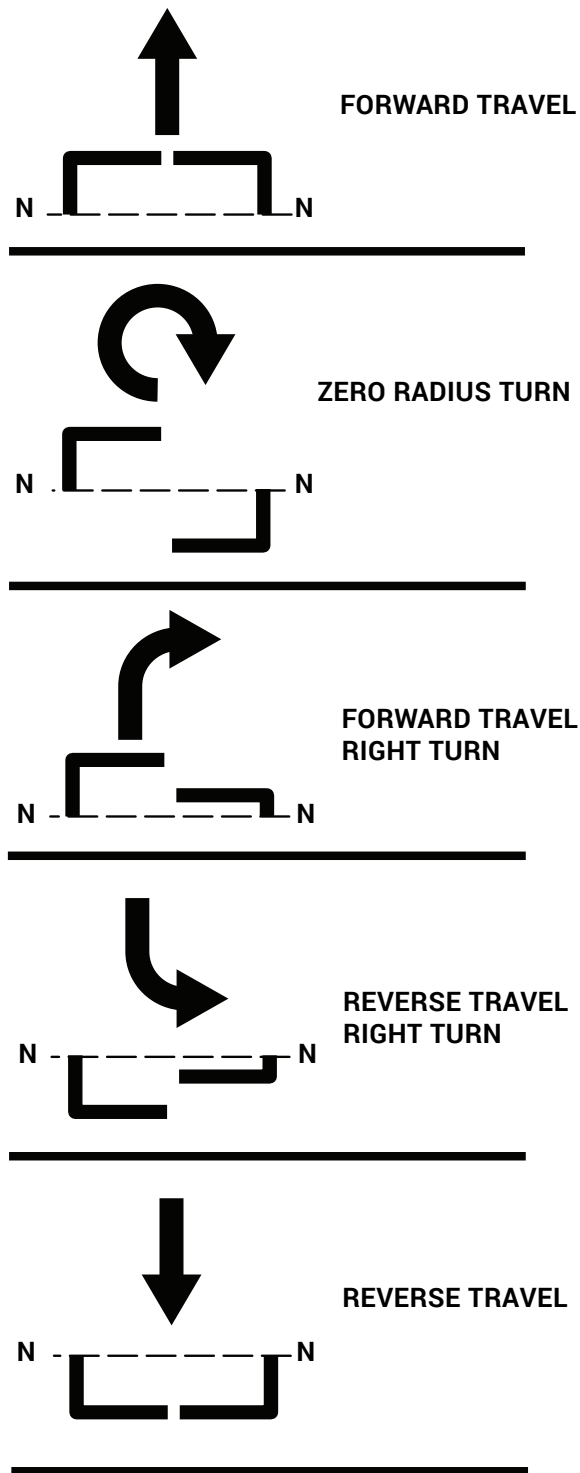 FORWARD TRAVEL
N N
ZERO RADIUS TURN
N N
FORWARD TRAVEL
RIGHT TURN
N N
REVERSE TRAVEL
RIGHT TURN
N N
REVERSE TRAVEL
N N